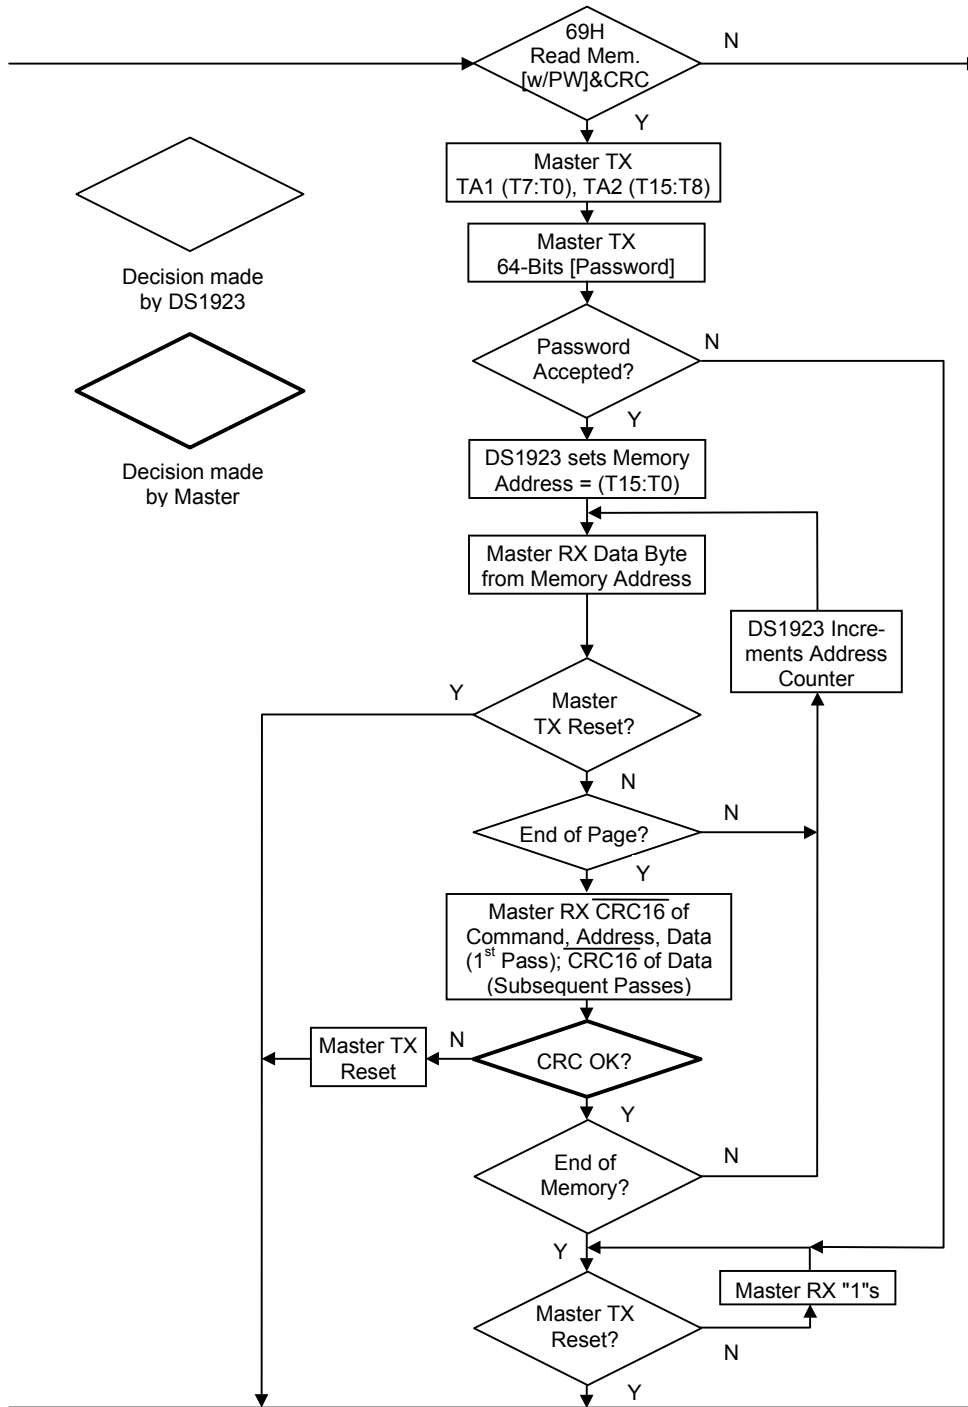 69H
Read Mem.
[w/PW]&CRC
N
Y
Master TX
TA1 (T7:T0), TA2 (T15:T8)
Master TX
64-Bits [Password]
Decision made
by DS1923
Password
Accepted?
N
Y
Decision made
by Master
DS1923 sets Memory
Address = (T15:T0)
Master RX Data Byte
from Memory Address
DS1923 Incre-
ments Address
Counter
Y
Master
TX Reset?
N
End of Page?
N
Y
Master RX C̅R̅C̅1̅6̅ of
Command, Address, Data
(1st Pass); C̅R̅C̅1̅6̅ of Data
(Subsequent Passes)
Master TX
Reset
N
CRC OK?
Y
End of
Memory?
N
Y
Master RX "1"s
Master TX
Reset?
N
Y